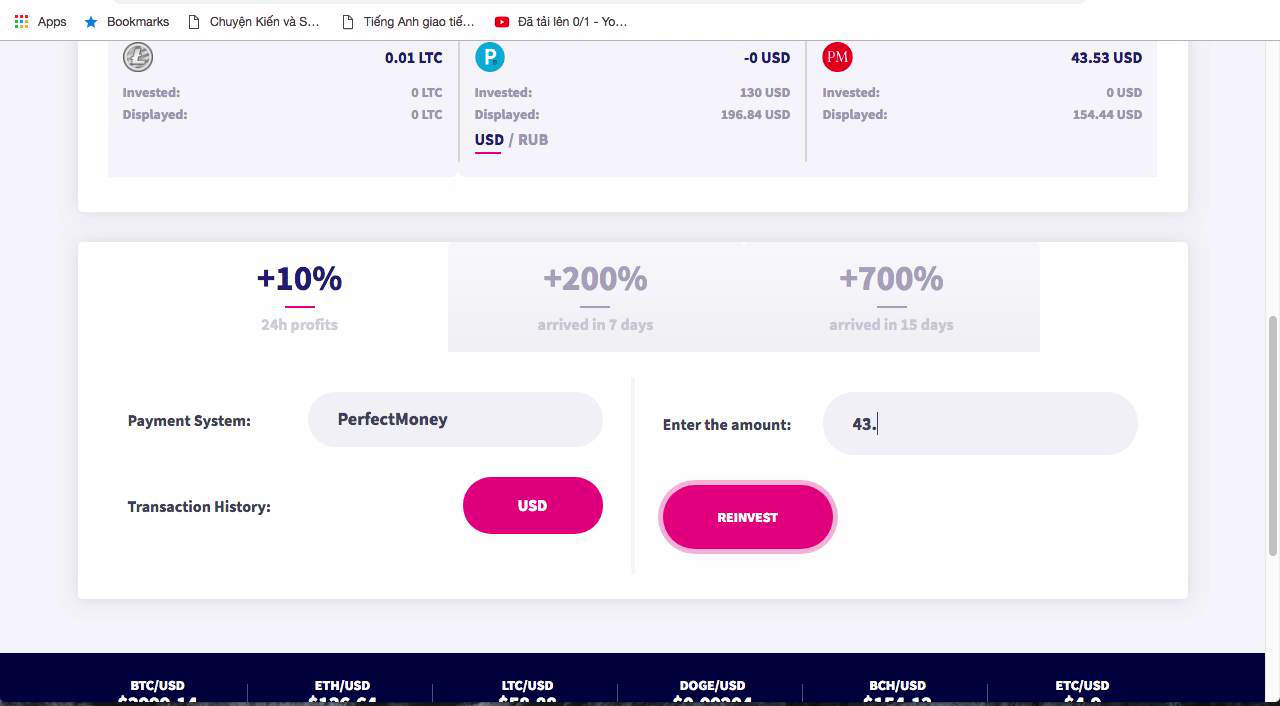 Apps Bookmarks Chuyện Kiến và S... Tiếng Anh giao tiế... Đã tải lên 0/1 - Yo...
0.01 LTC P -0 USD PM 43.53 USD
Invested: 0 LTC Invested: 130 USD Invested: 0 USD
Displayed: 0 LTC Displayed: 196.84 USD Displayed: 154.44 USD
USD / RUB
+10% +200% +700%
24h profits arrived in 7 days arrived in 15 days
Payment System: PerfectMoney Enter the amount: 43.
Transaction History: USD REINVEST
BTC/USD ETH/USD LTC/USD DOGE/USD BCH/USD ETC/USD